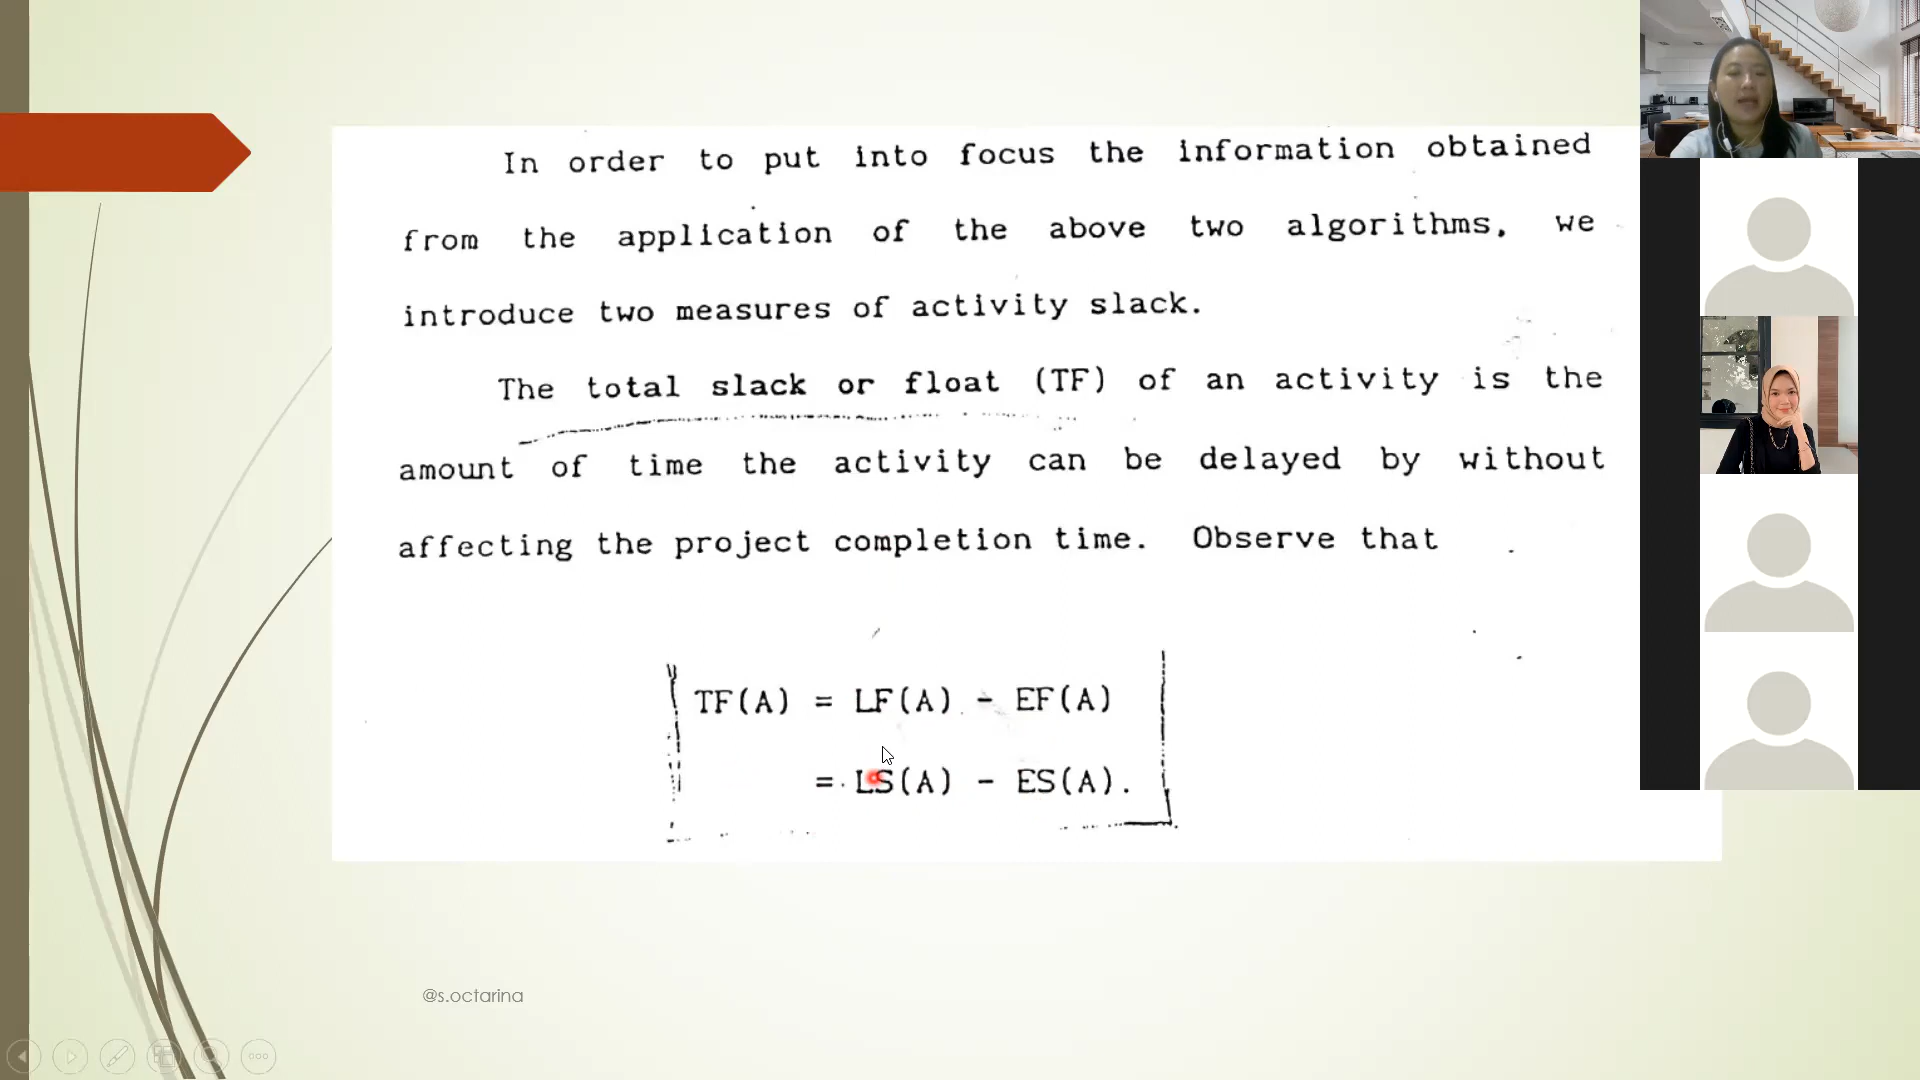 In order to put into focus the information obtained
from the application of the above two algorithms, we
introduce two measures of activity slack.
The total slack or float (TF) of an activity is the
amount of time the activity can be delayed by without
affecting the project completion time. Observe that
TF(A) = LF(A) - EF(A)
= LS(A) - ES(A).
@s.octarina